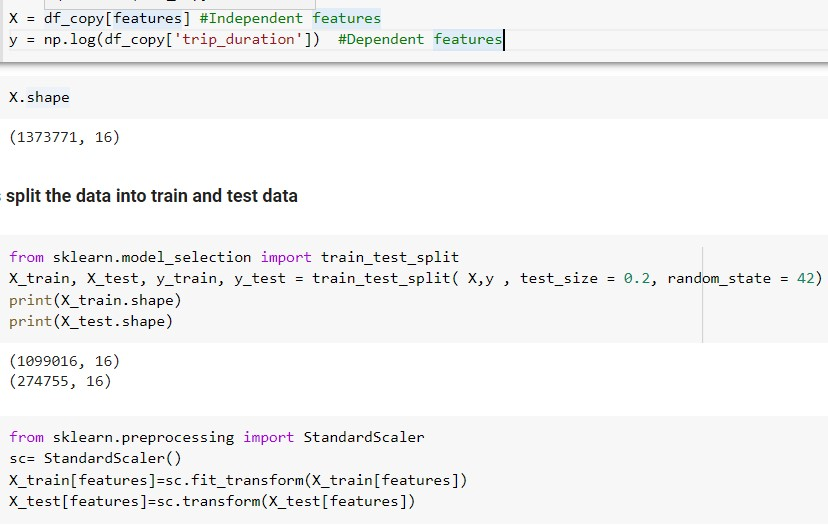 X = df_copy[features] #Independent features
y = np.log(df_copy['trip_duration'])  #Dependent features
X.shape
(1373771, 16)
split the data into train and test data
from sklearn.model_selection import train_test_split
X_train, X_test, y_train, y_test = train_test_split( X,y , test_size = 0.2, random_state = 42)
print(X_train.shape)
print(X_test.shape)
(1099016, 16)
(274755, 16)
from sklearn.preprocessing import StandardScaler
sc= StandardScaler()
X_train[features]=sc.fit_transform(X_train[features])
X_test[features]=sc.transform(X_test[features])